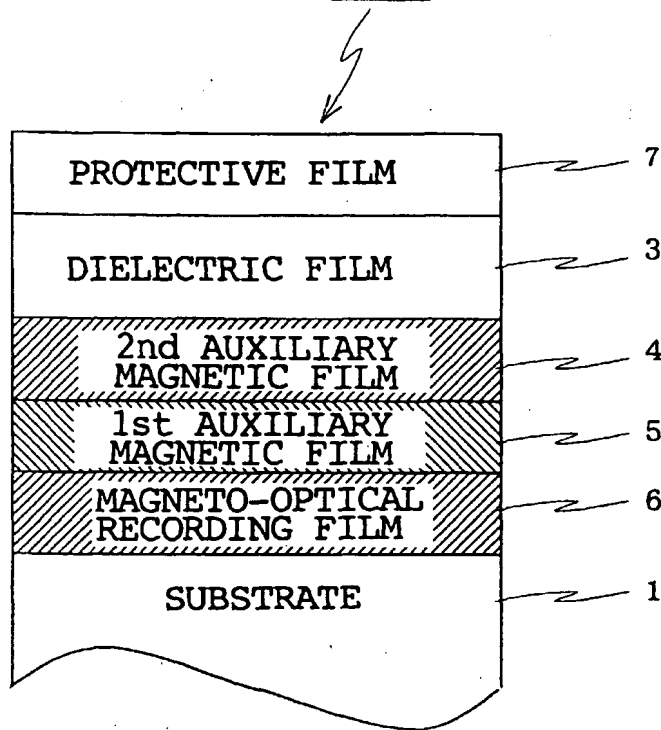 PROTECTIVE FILM
7
DIELECTRIC FILM
3
2nd AUXILIARY
MAGNETIC FILM
4
1st AUXILIARY
MAGNETIC FILM
5
MAGNETO-OPTICAL
RECORDING FILM
6
SUBSTRATE
1